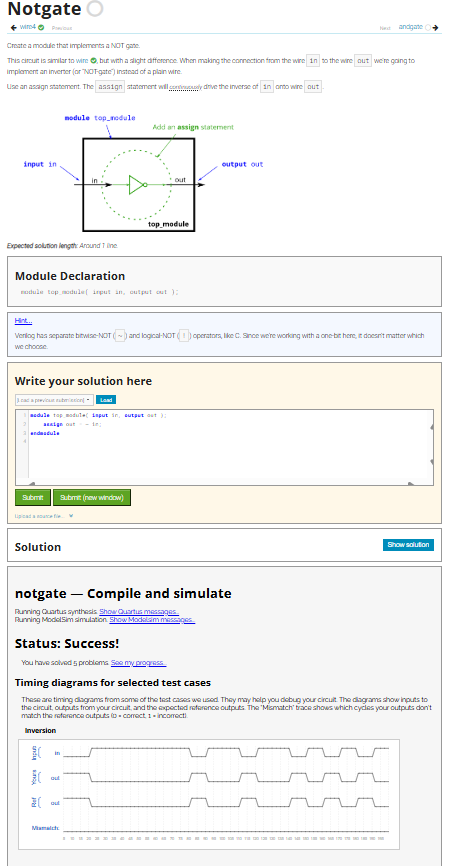 Notgate
← wire4 Previous
Next andgate →
Create a module that implements a NOT gate.
This circuit is similar to wire, but with a slight difference. When making the connection from the wire in to the wire out we're going to
implement an inverter (or "NOT-gate") instead of a plain wire.
Use an assign statement. The assign statement will continuously drive the inverse of in onto wire out.
module top_module
Add an assign statement
input in
output out
in
out
top_module
Expected solution length: Around 1 line.
Module Declaration
module top_module( input in, output out );
Hint...
Verilog has separate bitwise-NOT (~) and logical-NOT (!) operators, like C. Since we're working with a one-bit here, it doesn't matter which
we choose.
Write your solution here
[Load a previous submission] Load
1 module top_module( input in, output out );
2 assign out = ~ in;
3 endmodule
4
Submit Submit (new window)
Upload a source file...
Solution
Show solution
notgate — Compile and simulate
Running Quartus synthesis. Show Quartus messages...
Running ModelSim simulation. Show Modelsim messages...
Status: Success!
You have solved 5 problems. See my progress...
Timing diagrams for selected test cases
These are timing diagrams from some of the test cases we used. They may help you debug your circuit. The diagrams show inputs to
the circuit, outputs from your circuit, and the expected reference outputs. The "Mismatch" trace shows which cycles your outputs don't
match the reference outputs (0 = correct, 1 = incorrect).
Inversion
Inputs in
Yours out
Ref out
Mismatch